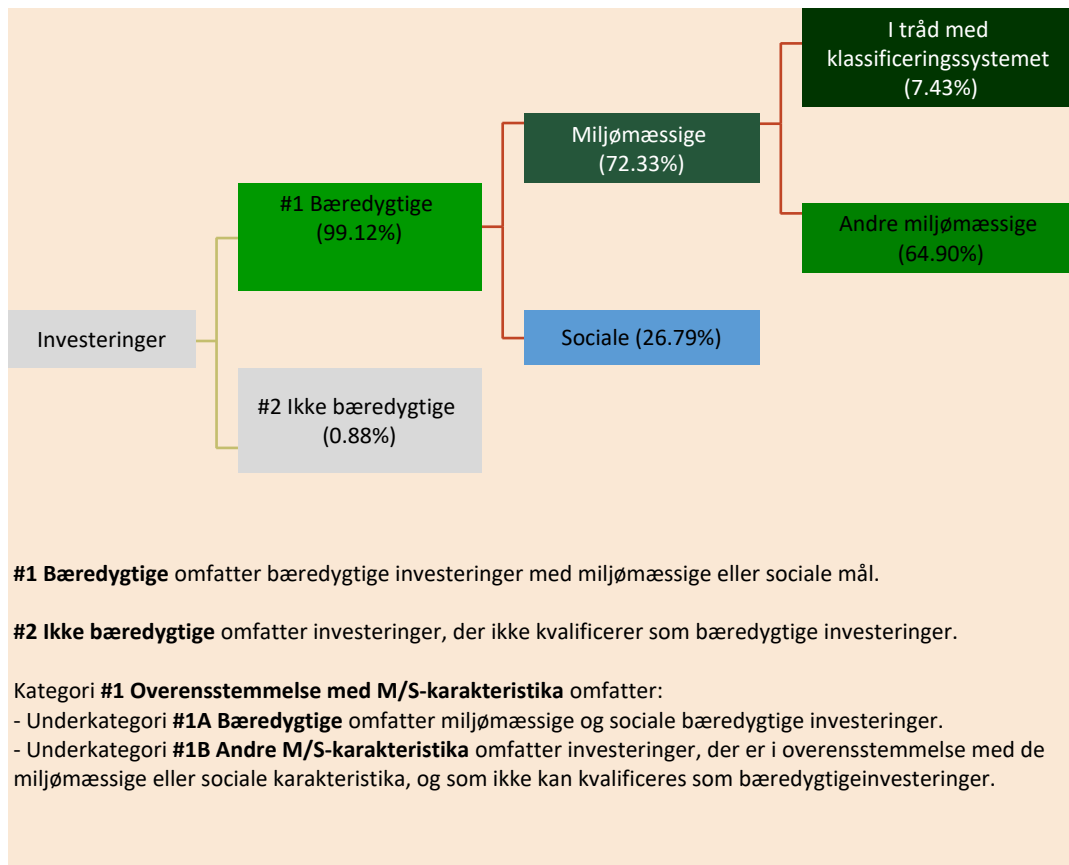 I tråd med
klassificeringssystemet
(7.43%)
Miljømæssige
(72.33%)
#1 Bæredygtige
(99.12%)
Andre miljømæssige
(64.90%)
Investeringer
Sociale (26.79%)
#2 Ikke bæredygtige
(0.88%)
#1 Bæredygtige omfatter bæredygtige investeringer med miljømæssige eller sociale mål.
#2 Ikke bæredygtige omfatter investeringer, der ikke kvalificerer som bæredygtige investeringer.
Kategori #1 Overensstemmelse med M/S-karakteristika omfatter:
- Underkategori #1A Bæredygtige omfatter miljømæssige og sociale bæredygtige investeringer.
- Underkategori #1B Andre M/S-karakteristika omfatter investeringer, der er i overensstemmelse med de
miljømæssige eller sociale karakteristika, og som ikke kan kvalificeres som bæredygtigeinvesteringer.